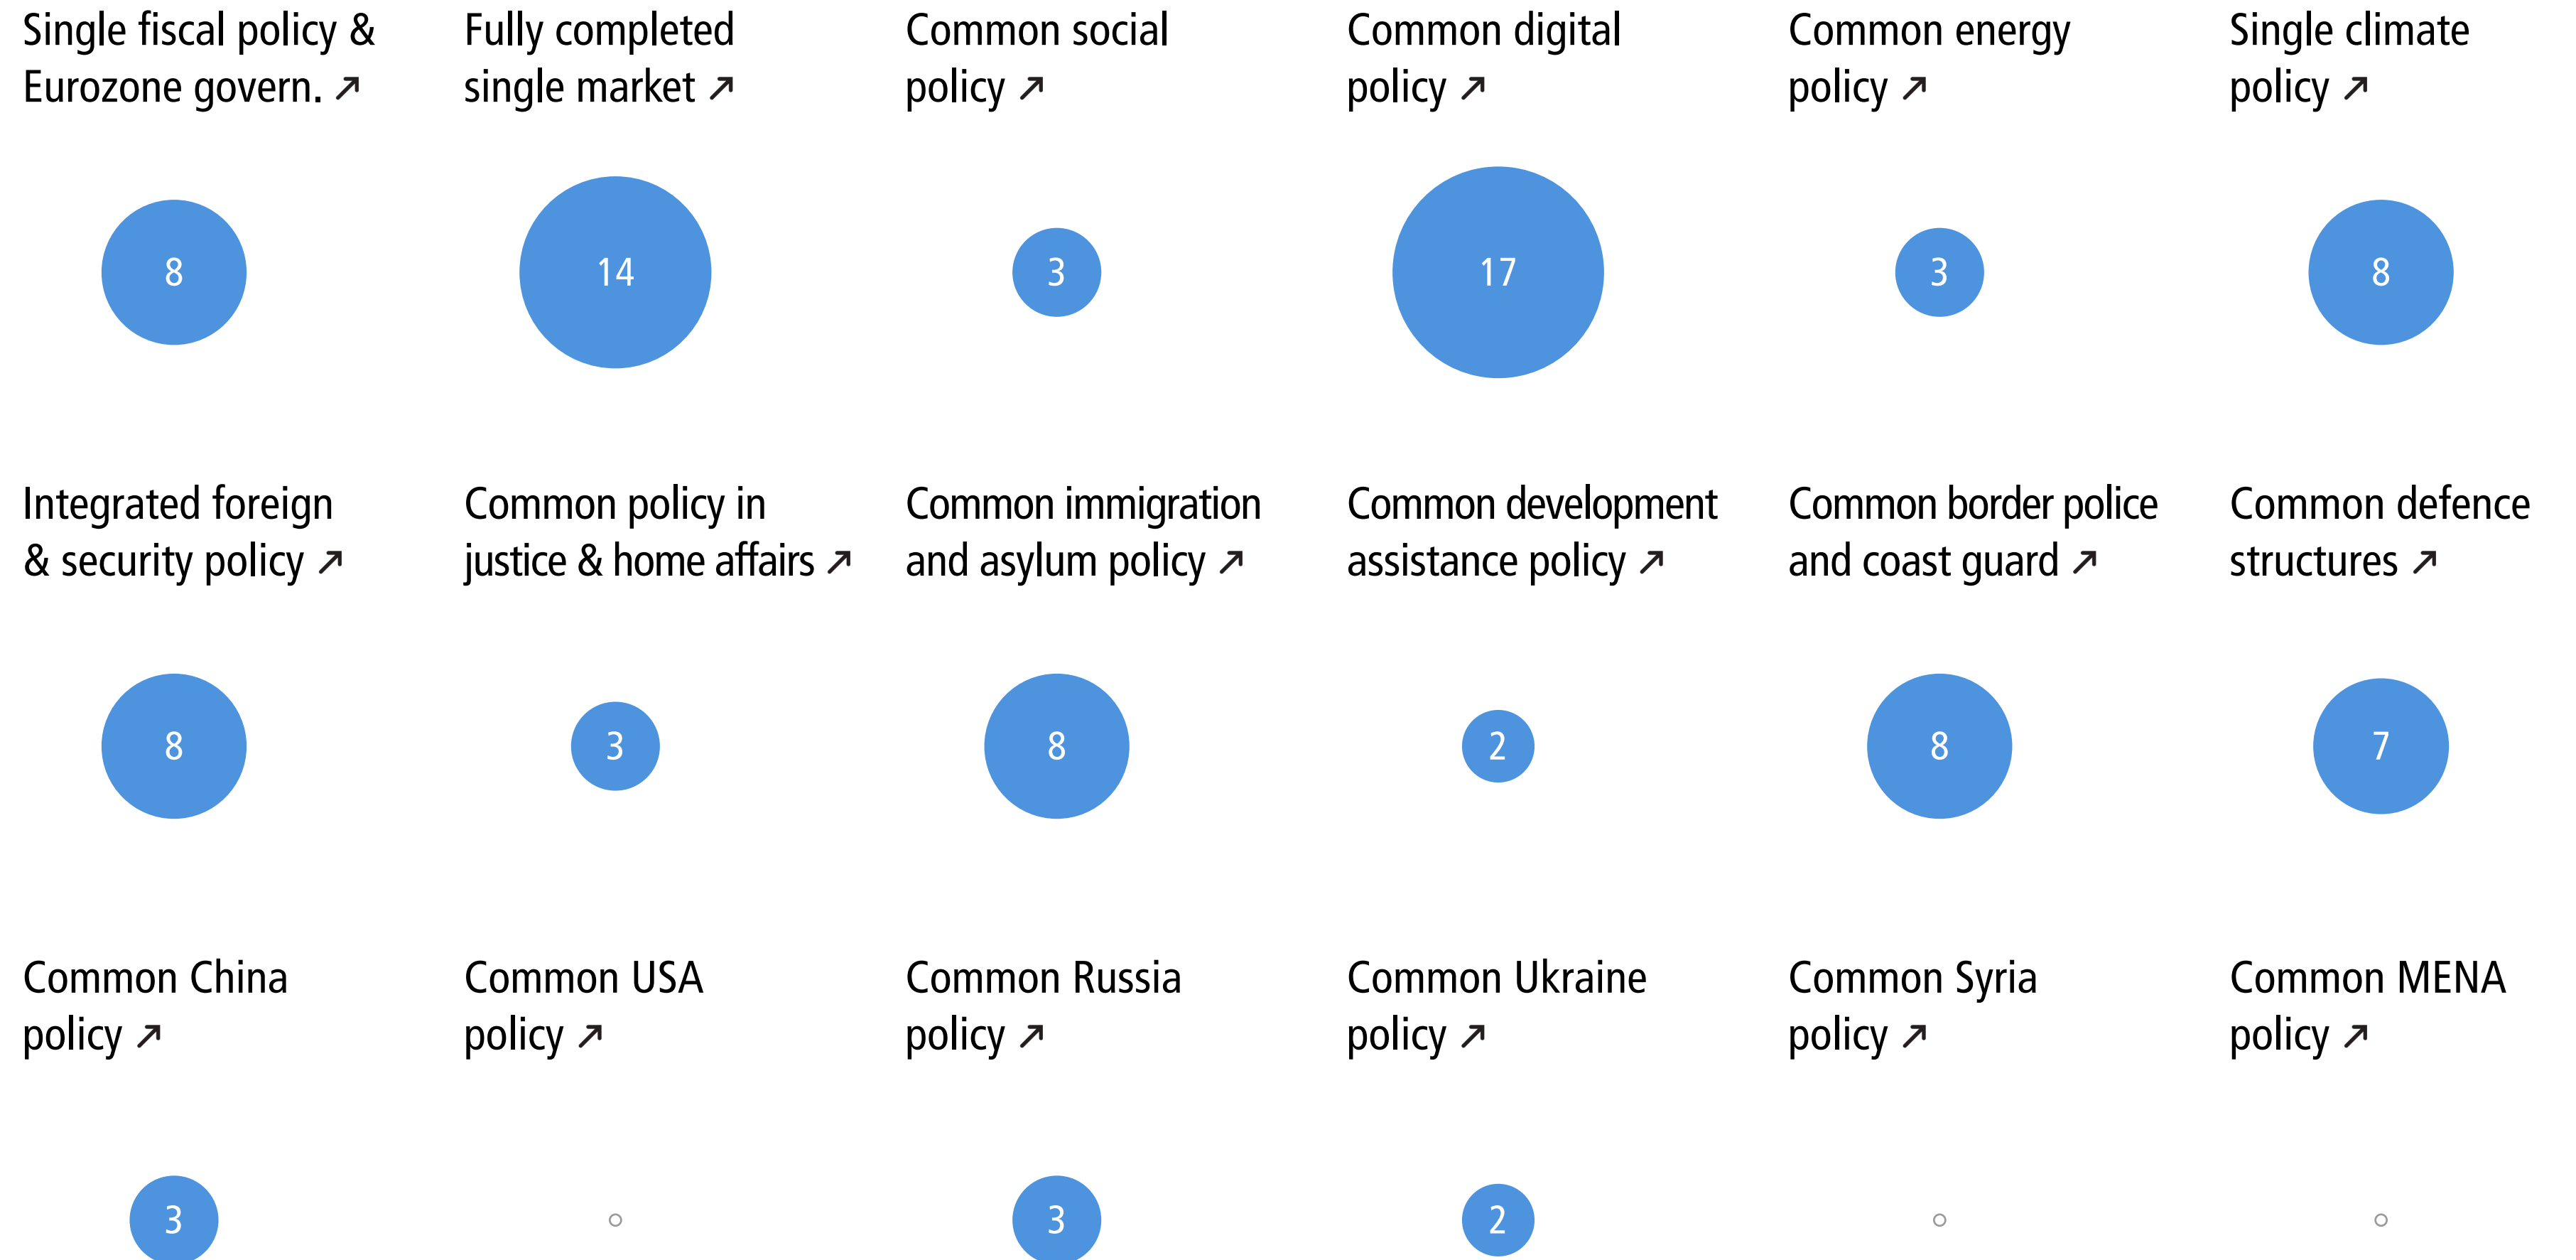 Single fiscal policy &
Eurozone govern. ↗
Fully completed
single market ↗
Common social
policy ↗
Common digital
policy ↗
Common energy
policy ↗
Single climate
policy ↗
8
14
3
17
3
8
Integrated foreign
& security policy ↗
Common policy in
justice & home affairs ↗
Common immigration
and asylum policy ↗
Common development
assistance policy ↗
Common border police
and coast guard ↗
Common defence
structures ↗
8
3
8
2
8
7
Common China
policy ↗
Common USA
policy ↗
Common Russia
policy ↗
Common Ukraine
policy ↗
Common Syria
policy ↗
Common MENA
policy ↗
3
3
2